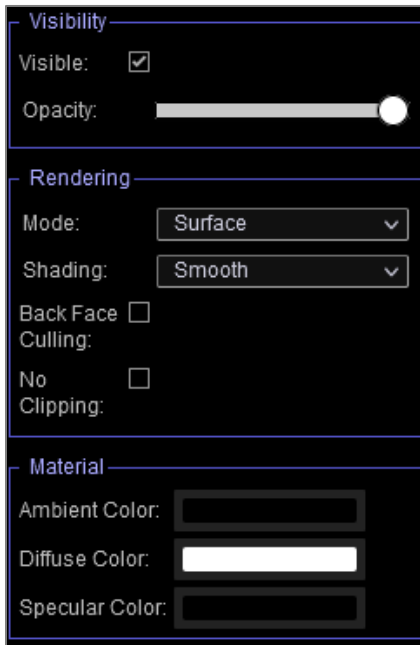 Visibility
Visible:
Opacity:
Rendering
Mode: Surface
Shading: Smooth
Back Face
Culling:
No
Clipping:
Material
Ambient Color:
Diffuse Color:
Specular Color: